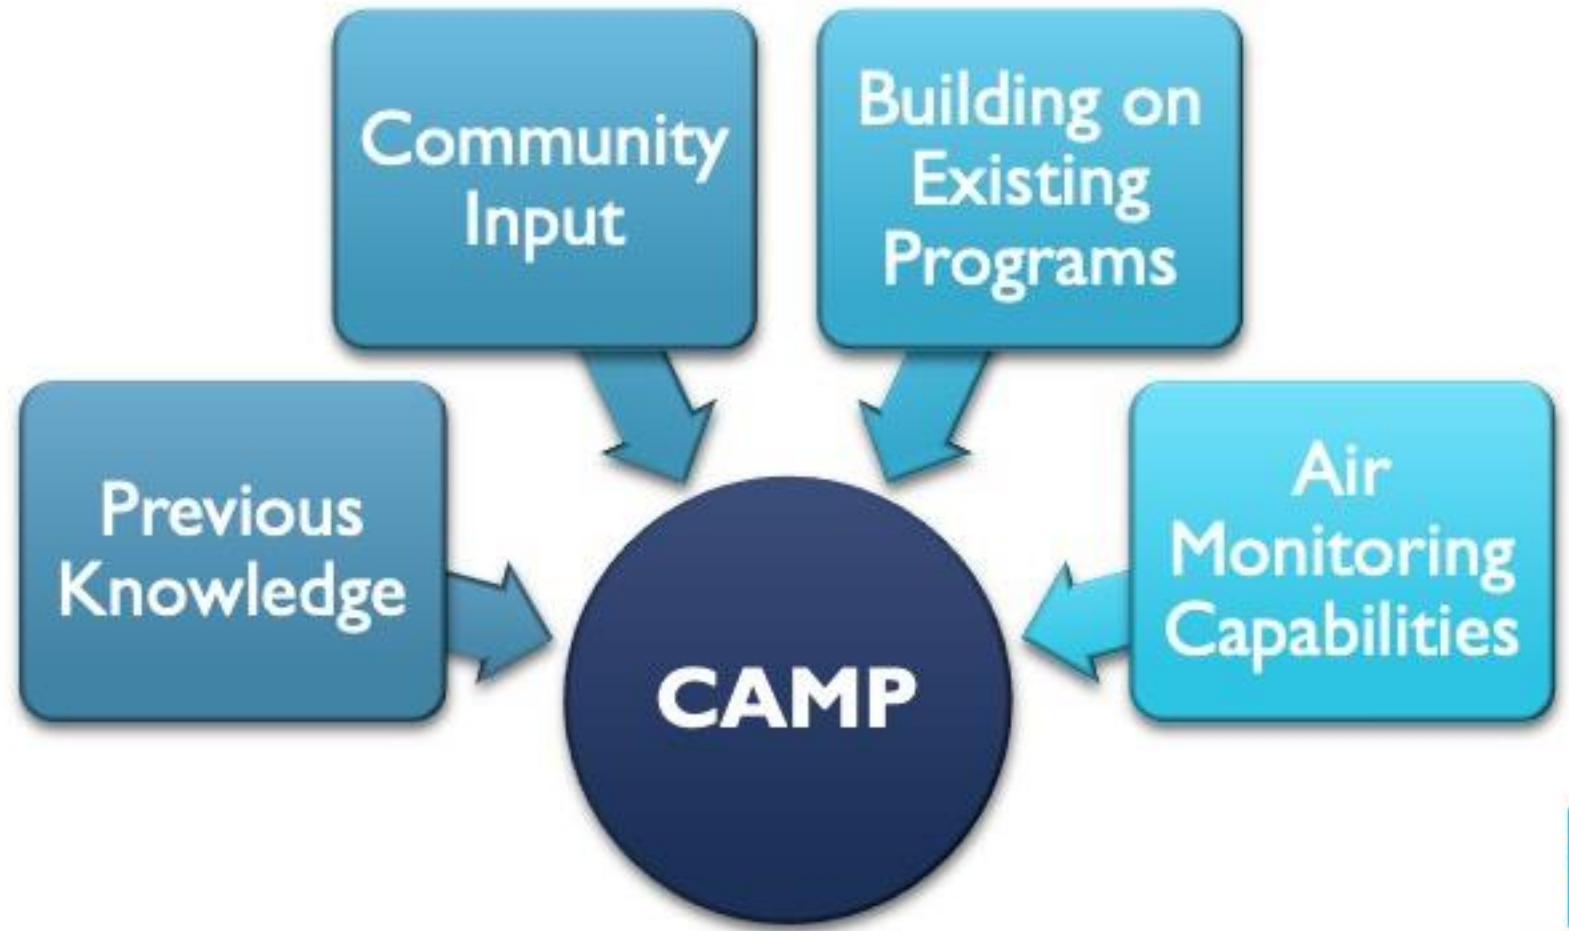 Community
Input
Building on
Existing
Programs
Previous
Knowledge
Air
Monitoring
Capabilities
CAMP